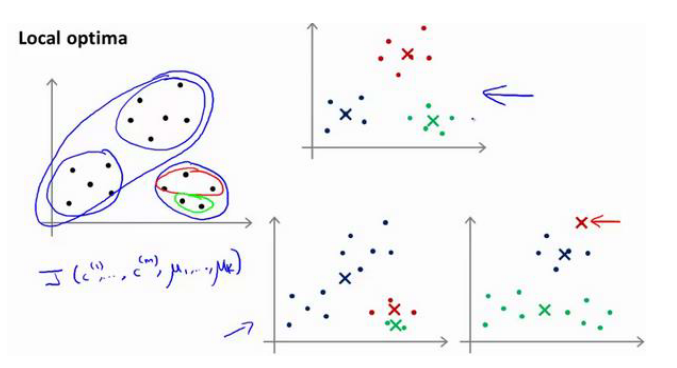 Local optima
J (c⁽¹⁾, ..., c⁽ᵐ⁾, μ₁, ..., μₖ)